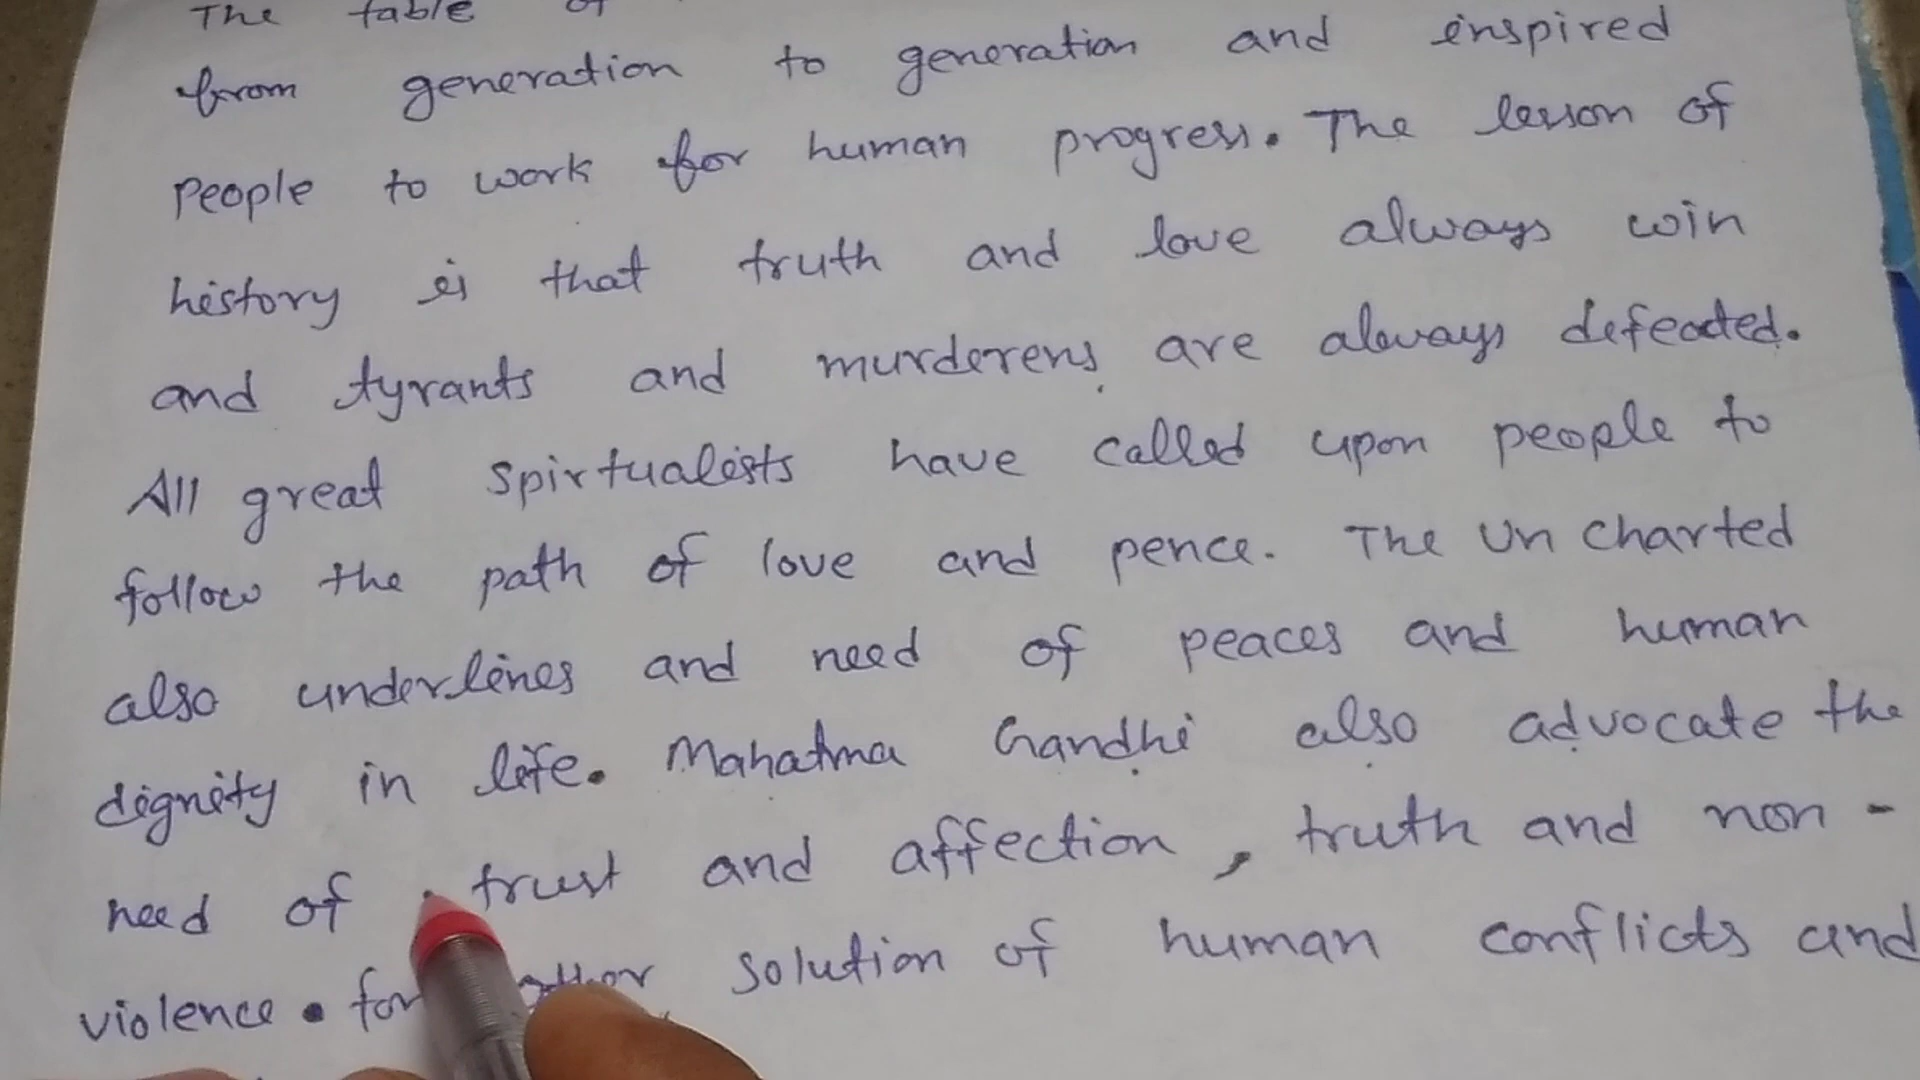 The table of
from generation to generation and inspired
people to work for human progress. The lesson of
history is that truth and love always win
and tyrants and murderers are always defeated.
All great spirtualists have called upon people to
follow the path of love and pence. The Un charted
also underlines and need of peaces and human
dignity in life. Mahatma Gandhi also advocate the
need of trust and affection, truth and non-
violence. for solution of human conflicts and